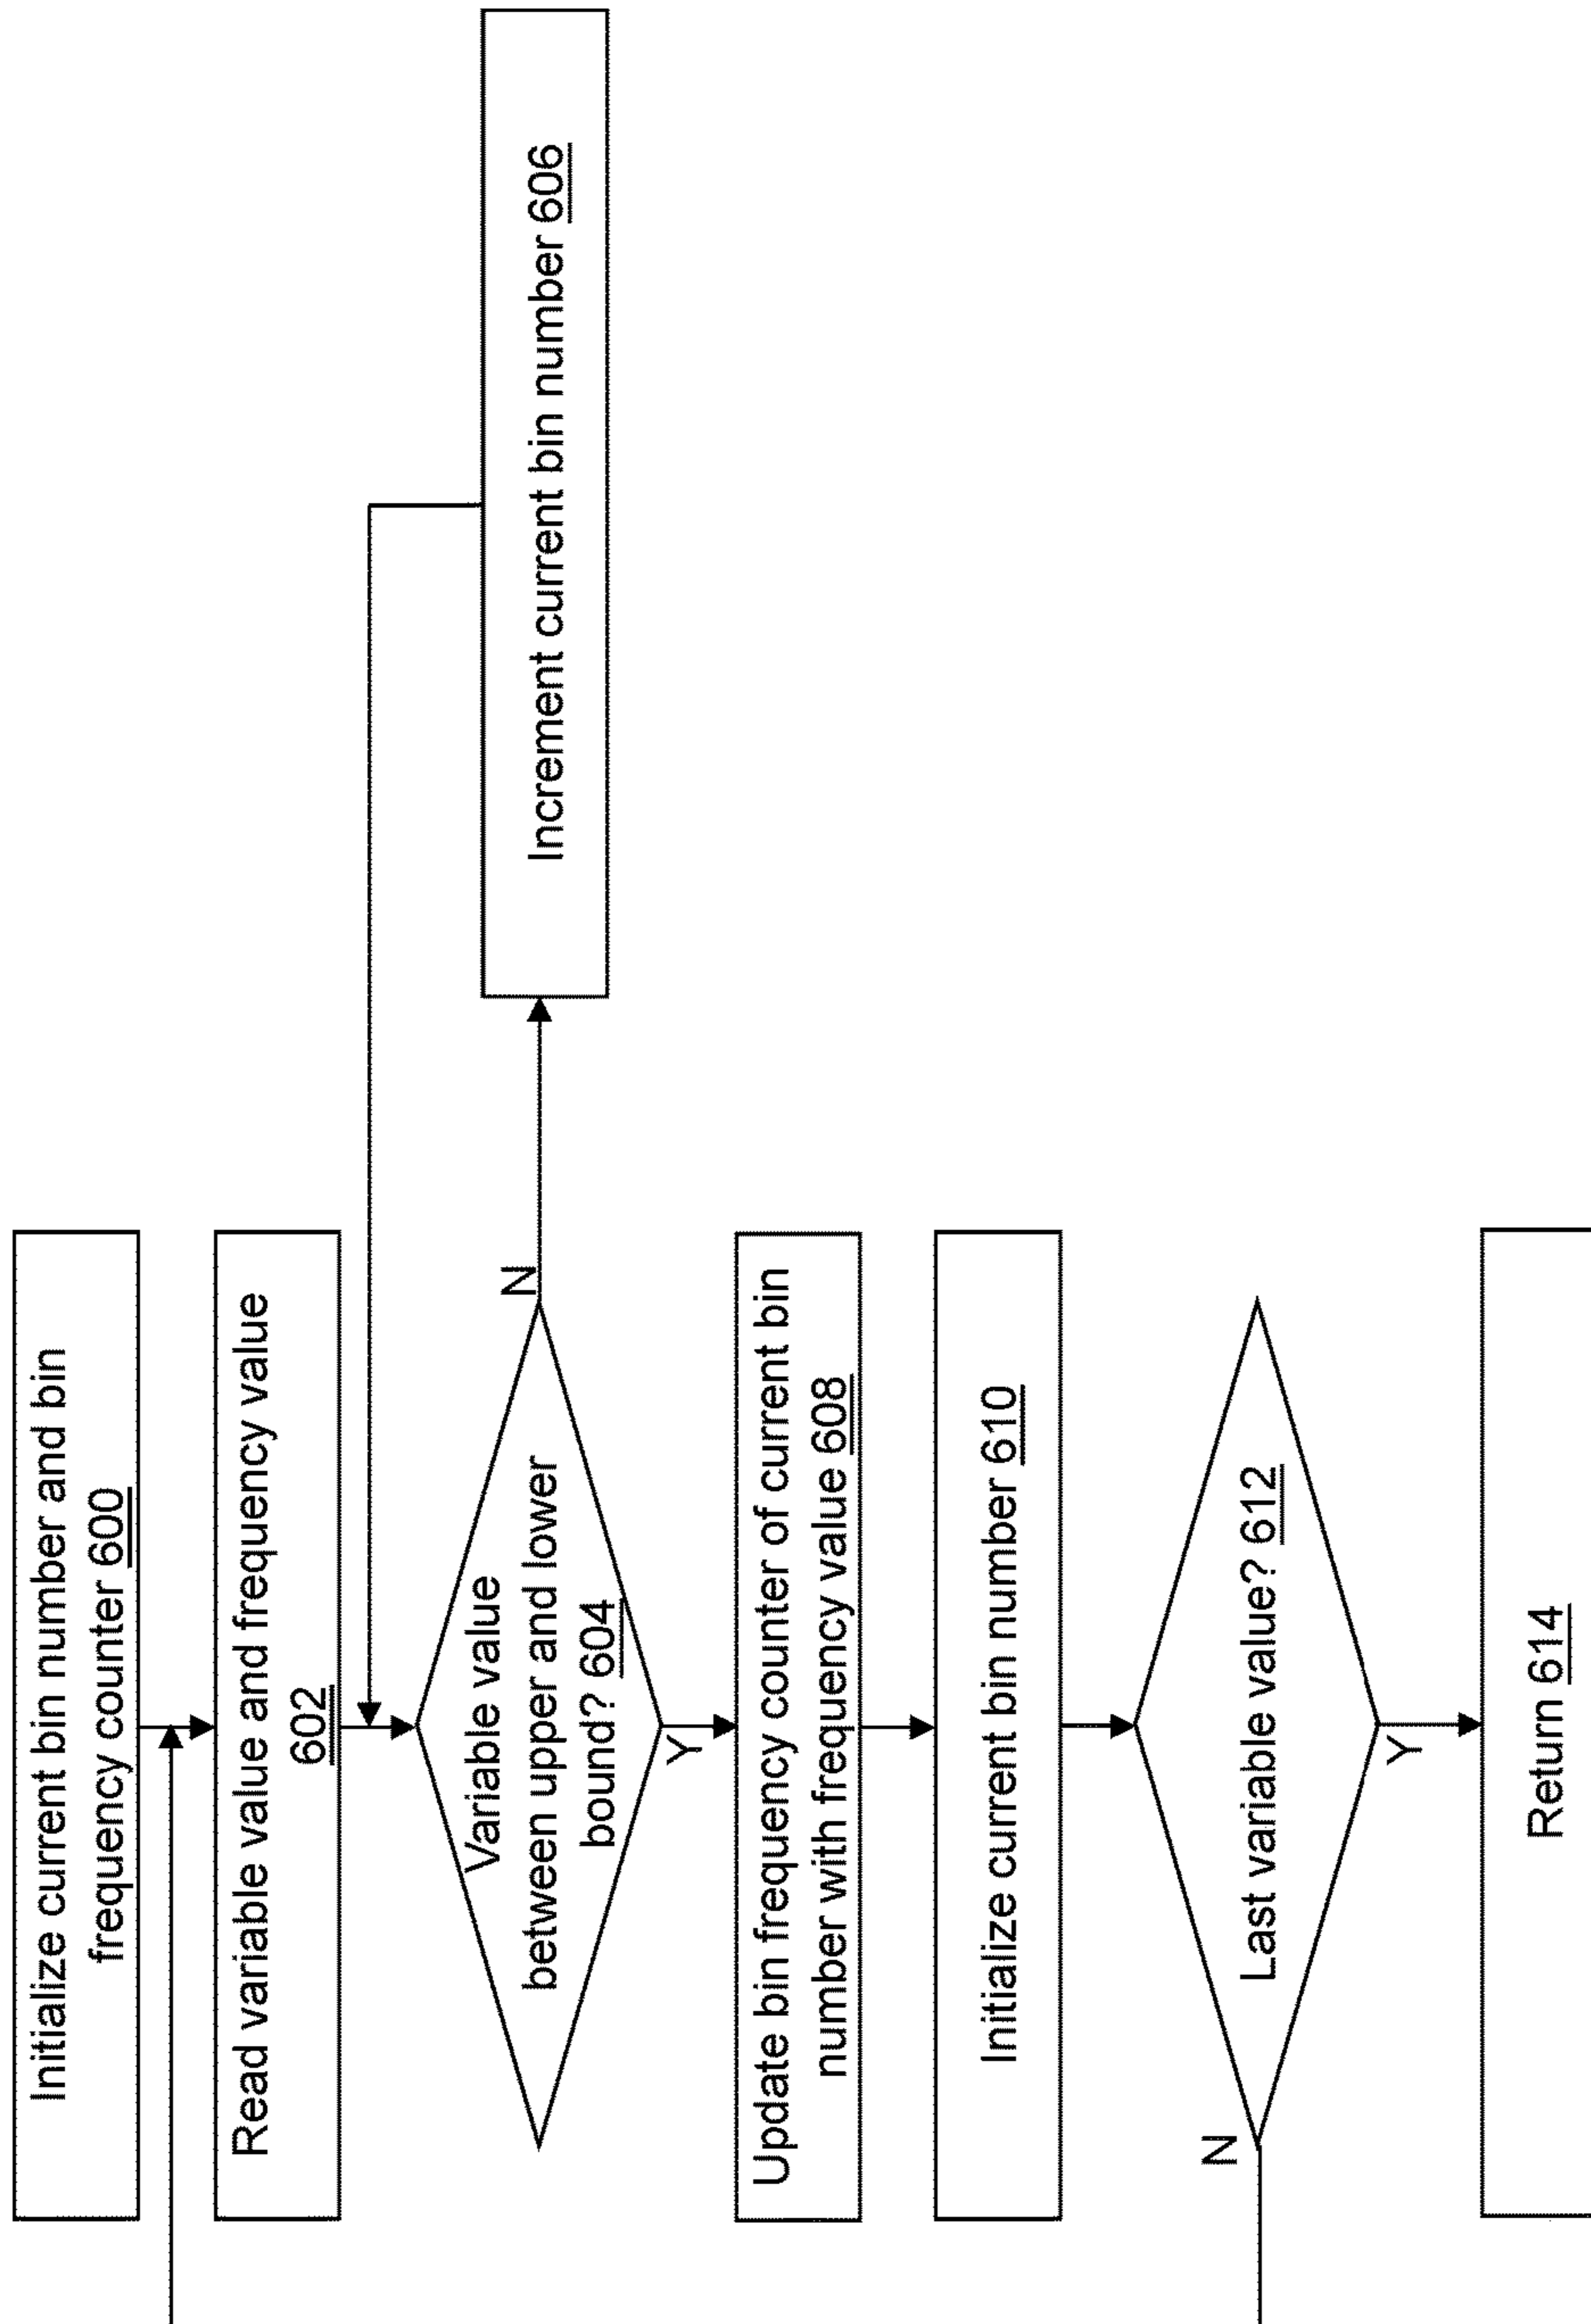 Initialize current bin number and bin
frequency counter 600
Read variable value and frequency value
602
Variable value
between upper and lower
bound? 604
N
Increment current bin number 606
Y
Update bin frequency counter of current bin
number with frequency value 608
Initialize current bin number 610
Last variable value? 612
N
Y
Return 614